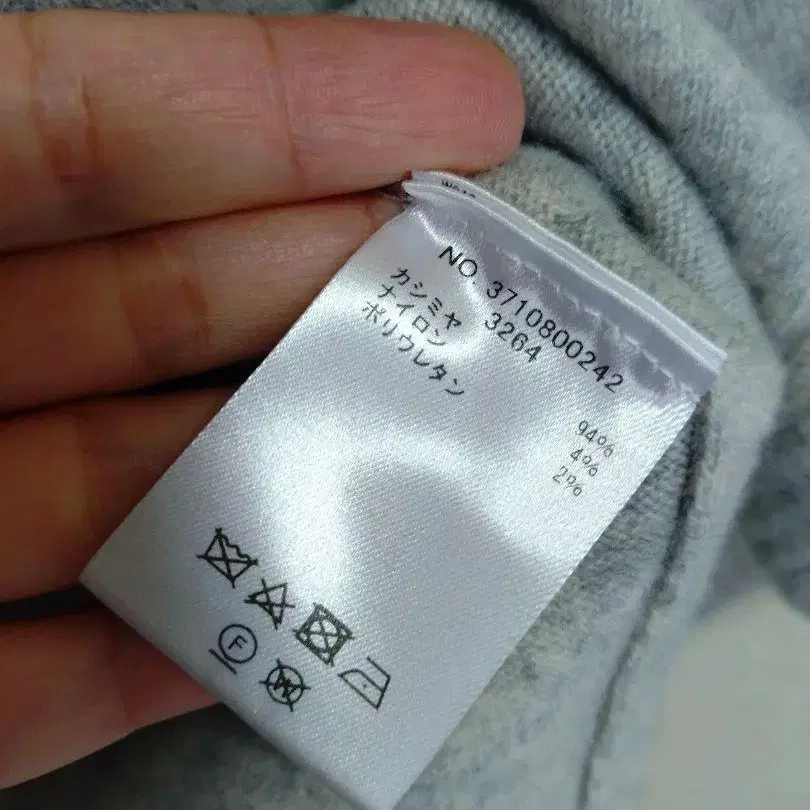 NO. 3710800242
3264
カシミヤ 94%
ナイロン 4%
ポリウレタン 2%
F
W